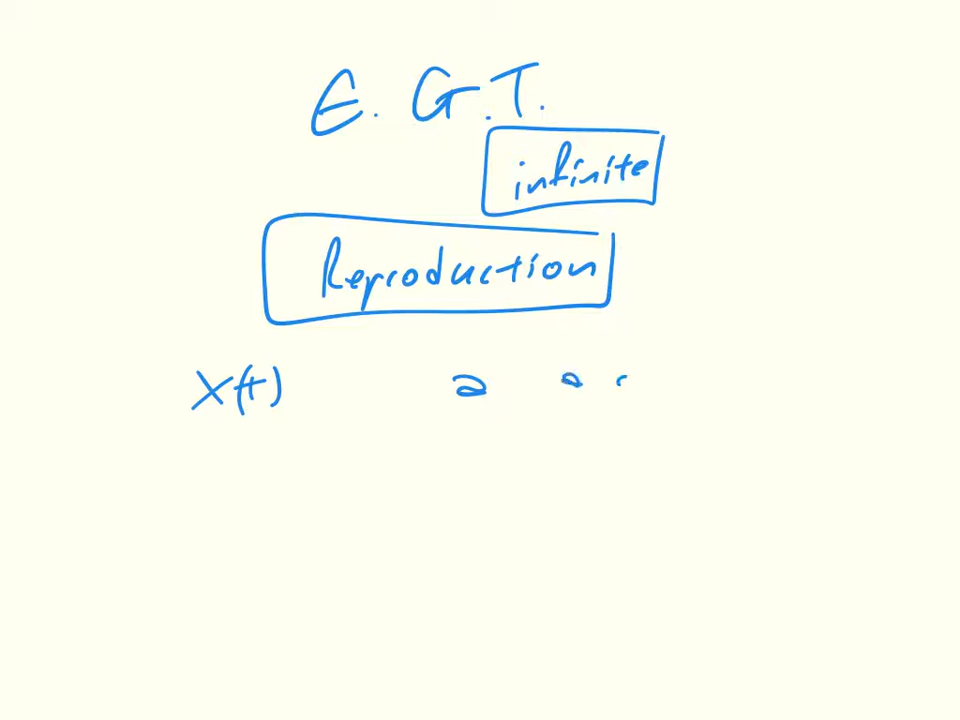 E. G.T.
infinite
Reproduction
X(t)